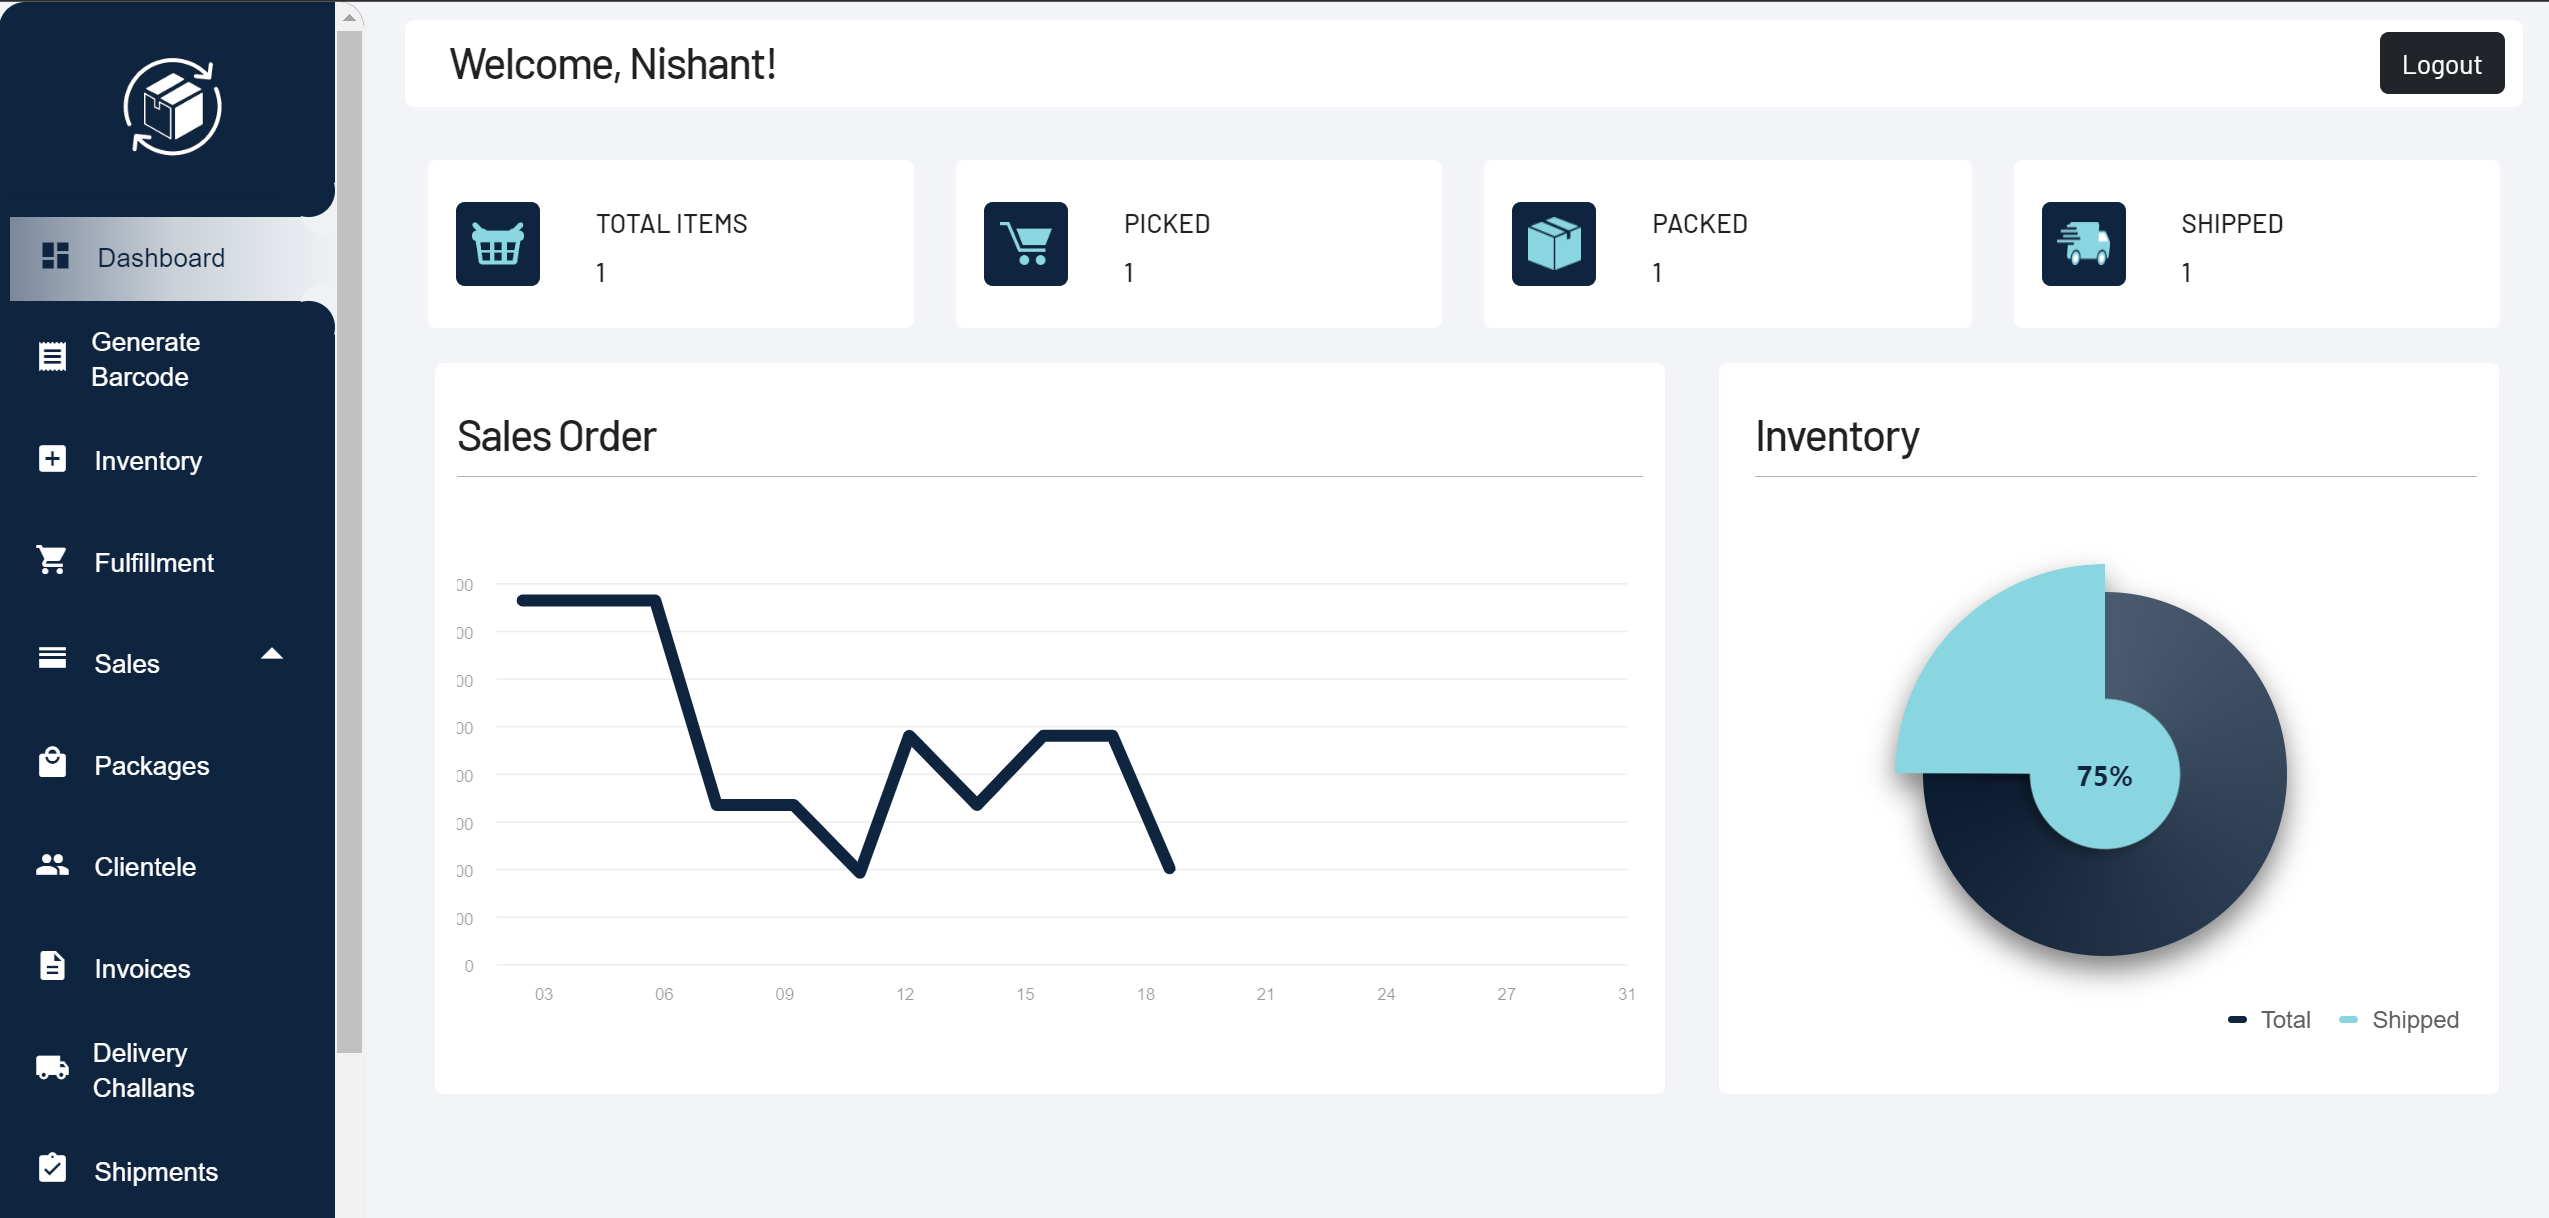 Welcome, Nishant!
Logout
Dashboard
Generate
Barcode
Inventory
Fulfillment
Sales
Packages
Clientele
Invoices
Delivery
Challans
Shipments
TOTAL ITEMS
1
PICKED
1
PACKED
1
SHIPPED
1
Sales Order
00
00
00
00
00
00
00
00
0
03 06 09 12 15 18 21 24 27 31
Inventory
75%
Total Shipped